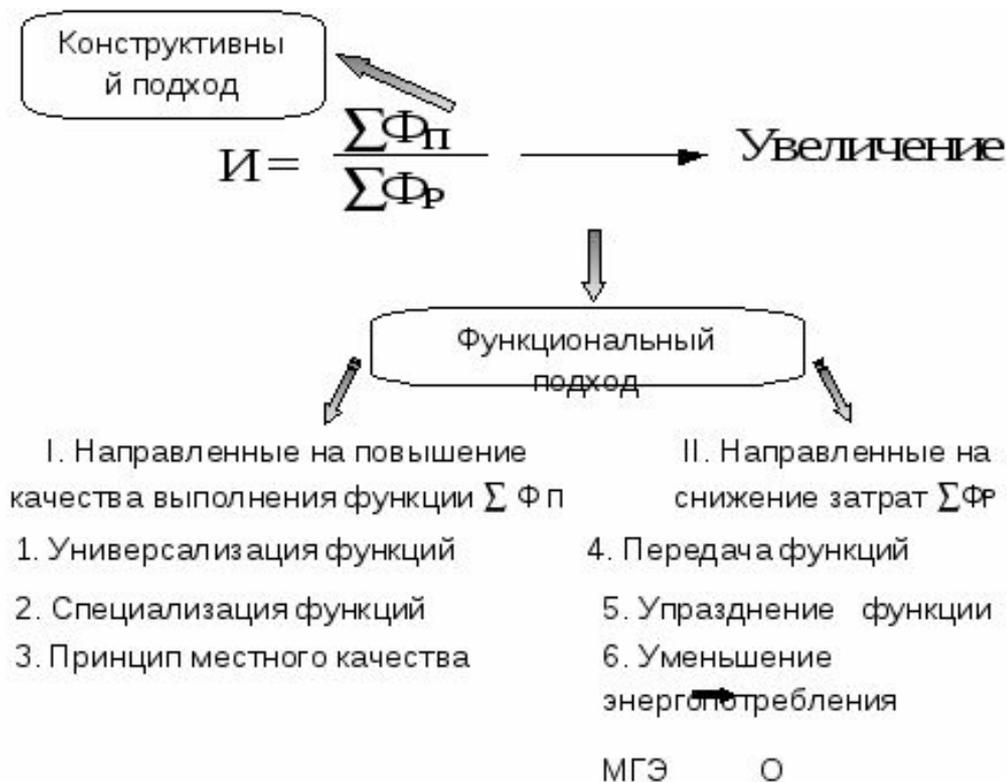 Конструктивны
й подход
И = ∑Фп
∑Фр
Увеличение
Функциональный
подход
I. Направленные на повышение
качества выполнения функции ∑ Ф П
1. Универсализация функций
2. Специализация функций
3. Принцип местного качества
II. Направленные на
снижение затрат ∑Фр
4. Передача функций
5. Упразднение функции
6. Уменьшение
энергопотребления
МГЭ О